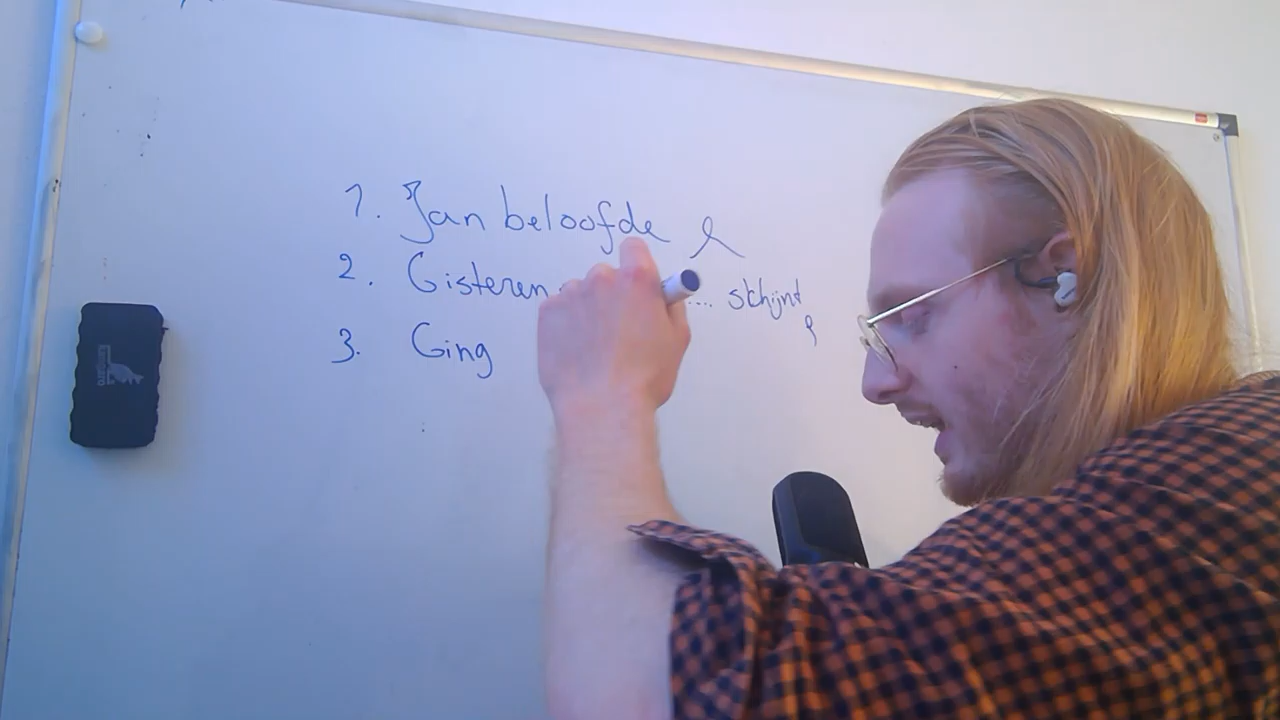 1. Jan beloofde
2. Gisteren .... schijnt
3. Ging